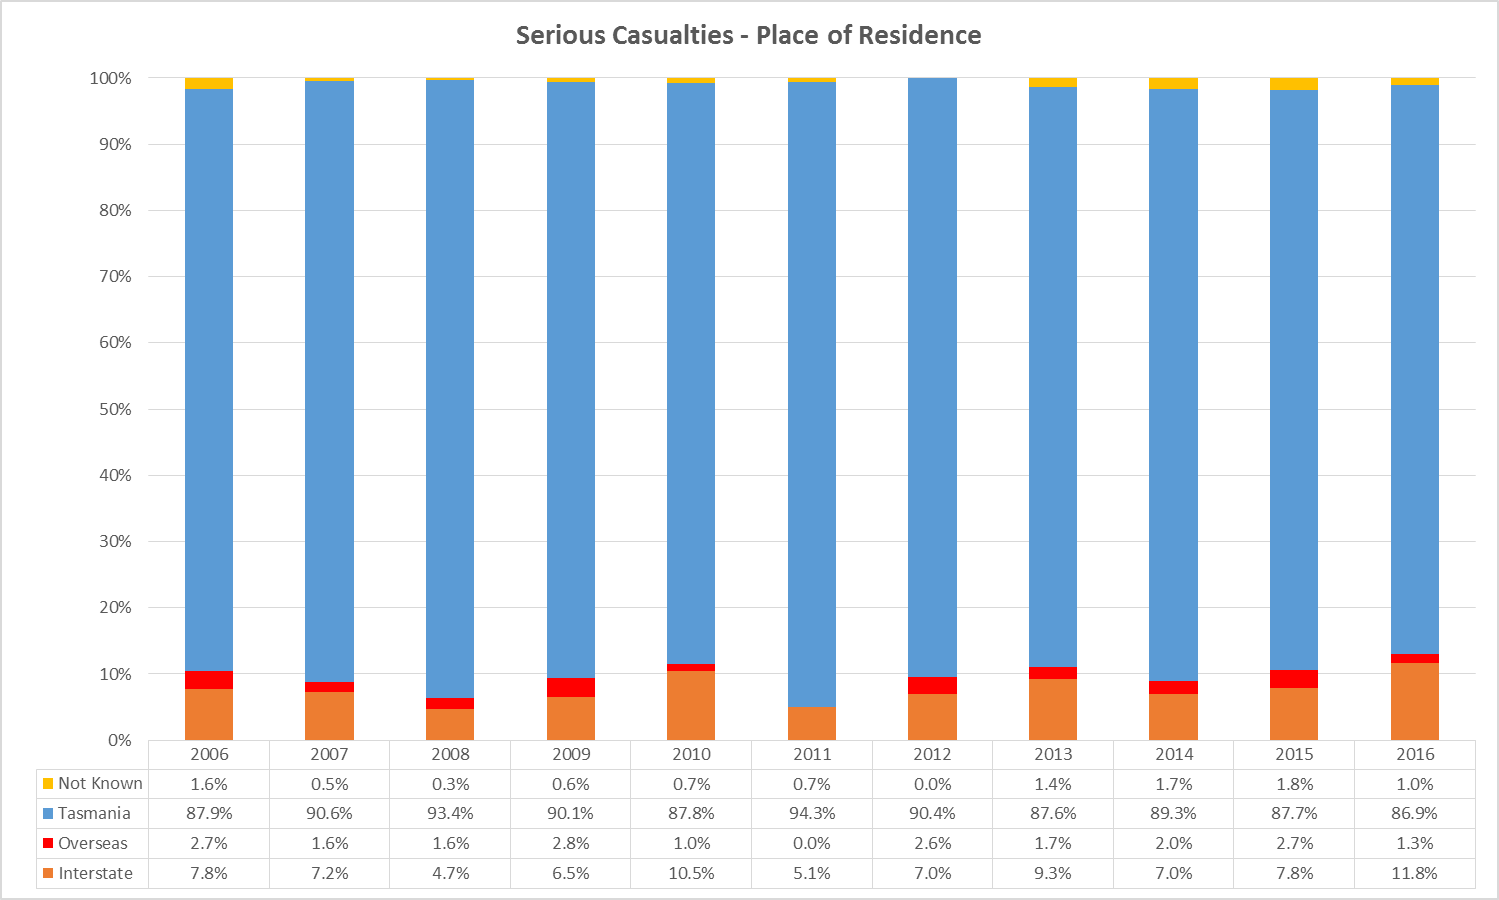 Serious Casualties - Place of Residence
100%
90%
80%
70%
60%
50%
40%
30%
20%
10%
0%
2006 2007 2008 2009 2010 2011 2012 2013 2014 2015 2016
Not Known 1.6% 0.5% 0.3% 0.6% 0.7% 0.7% 0.0% 1.4% 1.7% 1.8% 1.0%
Tasmania 87.9% 90.6% 93.4% 90.1% 87.8% 94.3% 90.4% 87.6% 89.3% 87.7% 86.9%
Overseas 2.7% 1.6% 1.6% 2.8% 1.0% 0.0% 2.6% 1.7% 2.0% 2.7% 1.3%
Interstate 7.8% 7.2% 4.7% 6.5% 10.5% 5.1% 7.0% 9.3% 7.0% 7.8% 11.8%